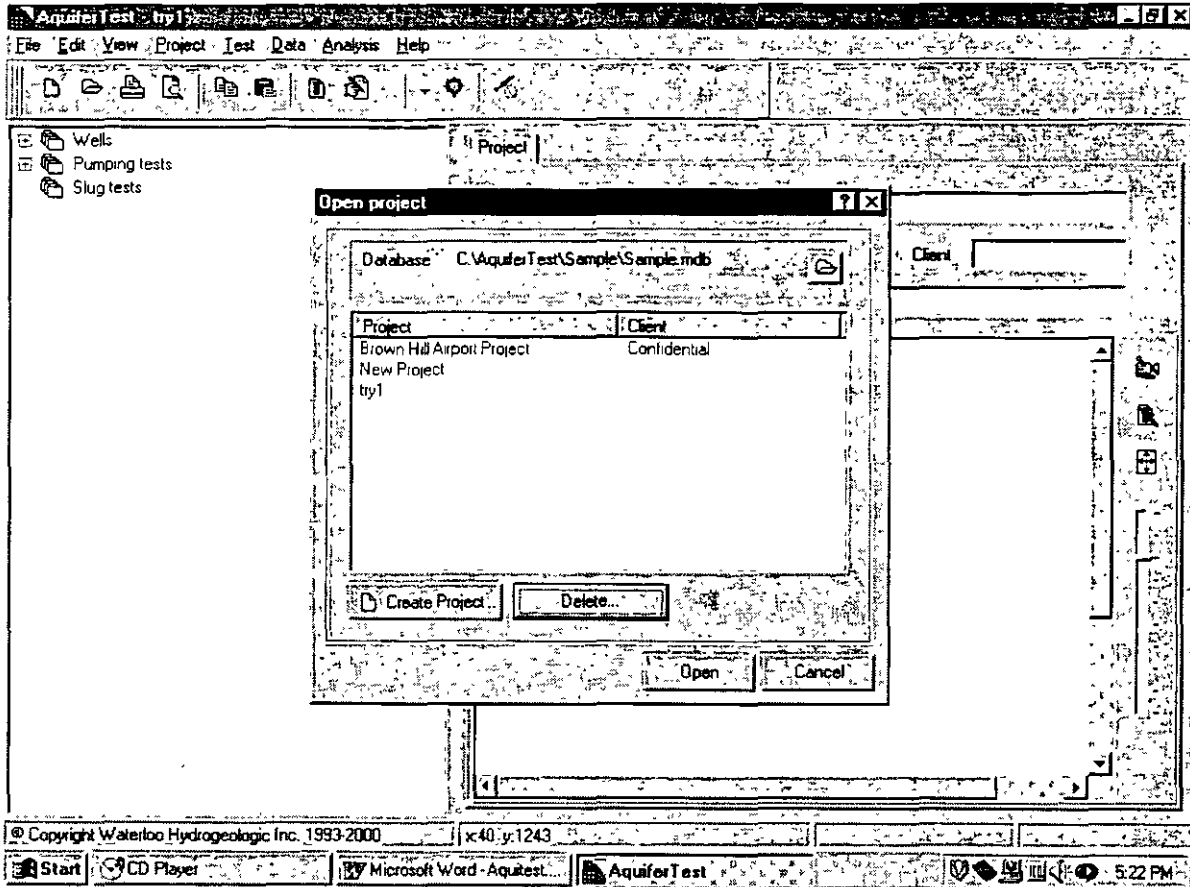 AquiferTest - try1
File Edit View Project Test Data Analysis Help
Wells
Pumping tests
Slug tests
Project
Client
Open project
Database C:\AquiferTest\Sample\Sample.mdb
Project Client
Brown Hill Airport Project Confidential
New Project
try1
Create Project... Delete...
Open Cancel
© Copyright Waterloo Hydrogeologic Inc. 1993-2000 x:40 y:1243
Start CD Player Microsoft Word - Aquitest... AquiferTest 5:22 PM